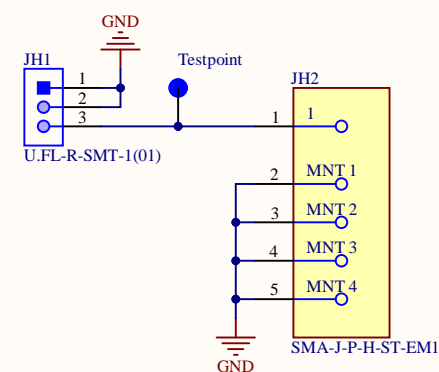 GND
JH1
Testpoint
1
2
3
U.FL-R-SMT-1(01)
JH2
1 1
2 MNT 1
3 MNT 2
4 MNT 3
5 MNT 4
GND
SMA-J-P-H-ST-EM1